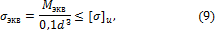 σэкв = Mэкв / 0,1d³ ≤ [σ]и, (9)